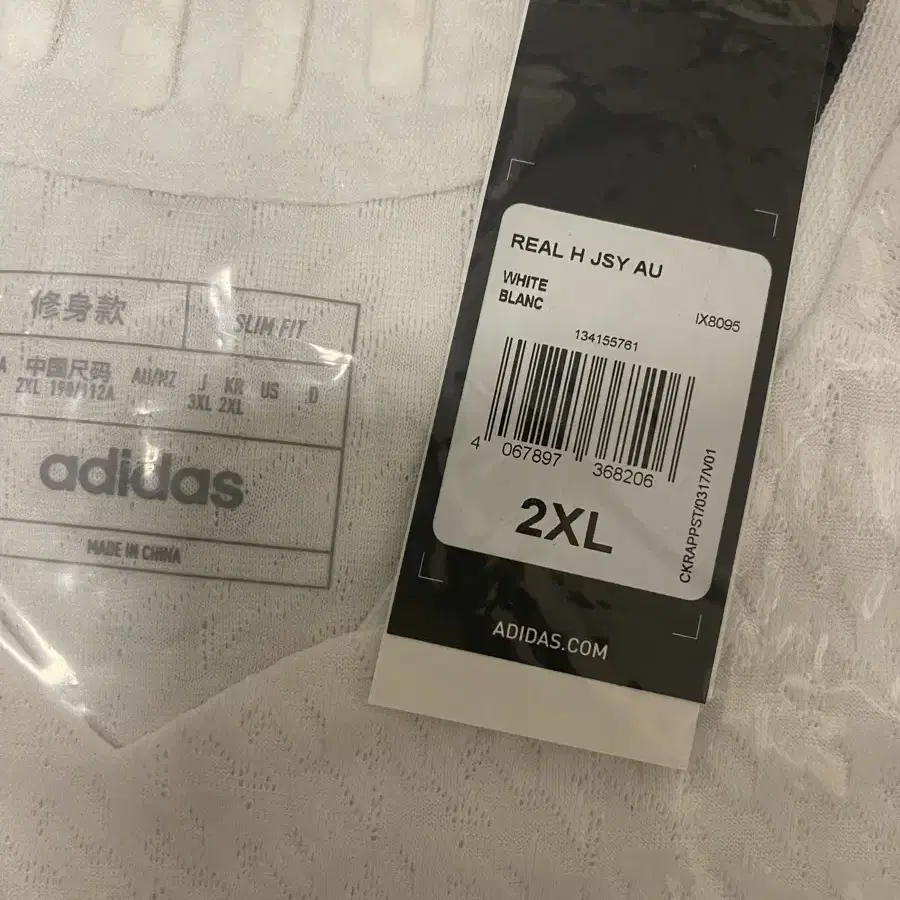 修身款 SLIM FIT
A 中国尺码 AU/NZ J KR US D
2XL 190/112A 3XL 2XL
adidas
MADE IN CHINA
REAL H JSY AU
WHITE
BLANC
IX8095
134155761
4 067897 368206
2XL
CKRAPPST/0317/V01
ADIDAS.COM